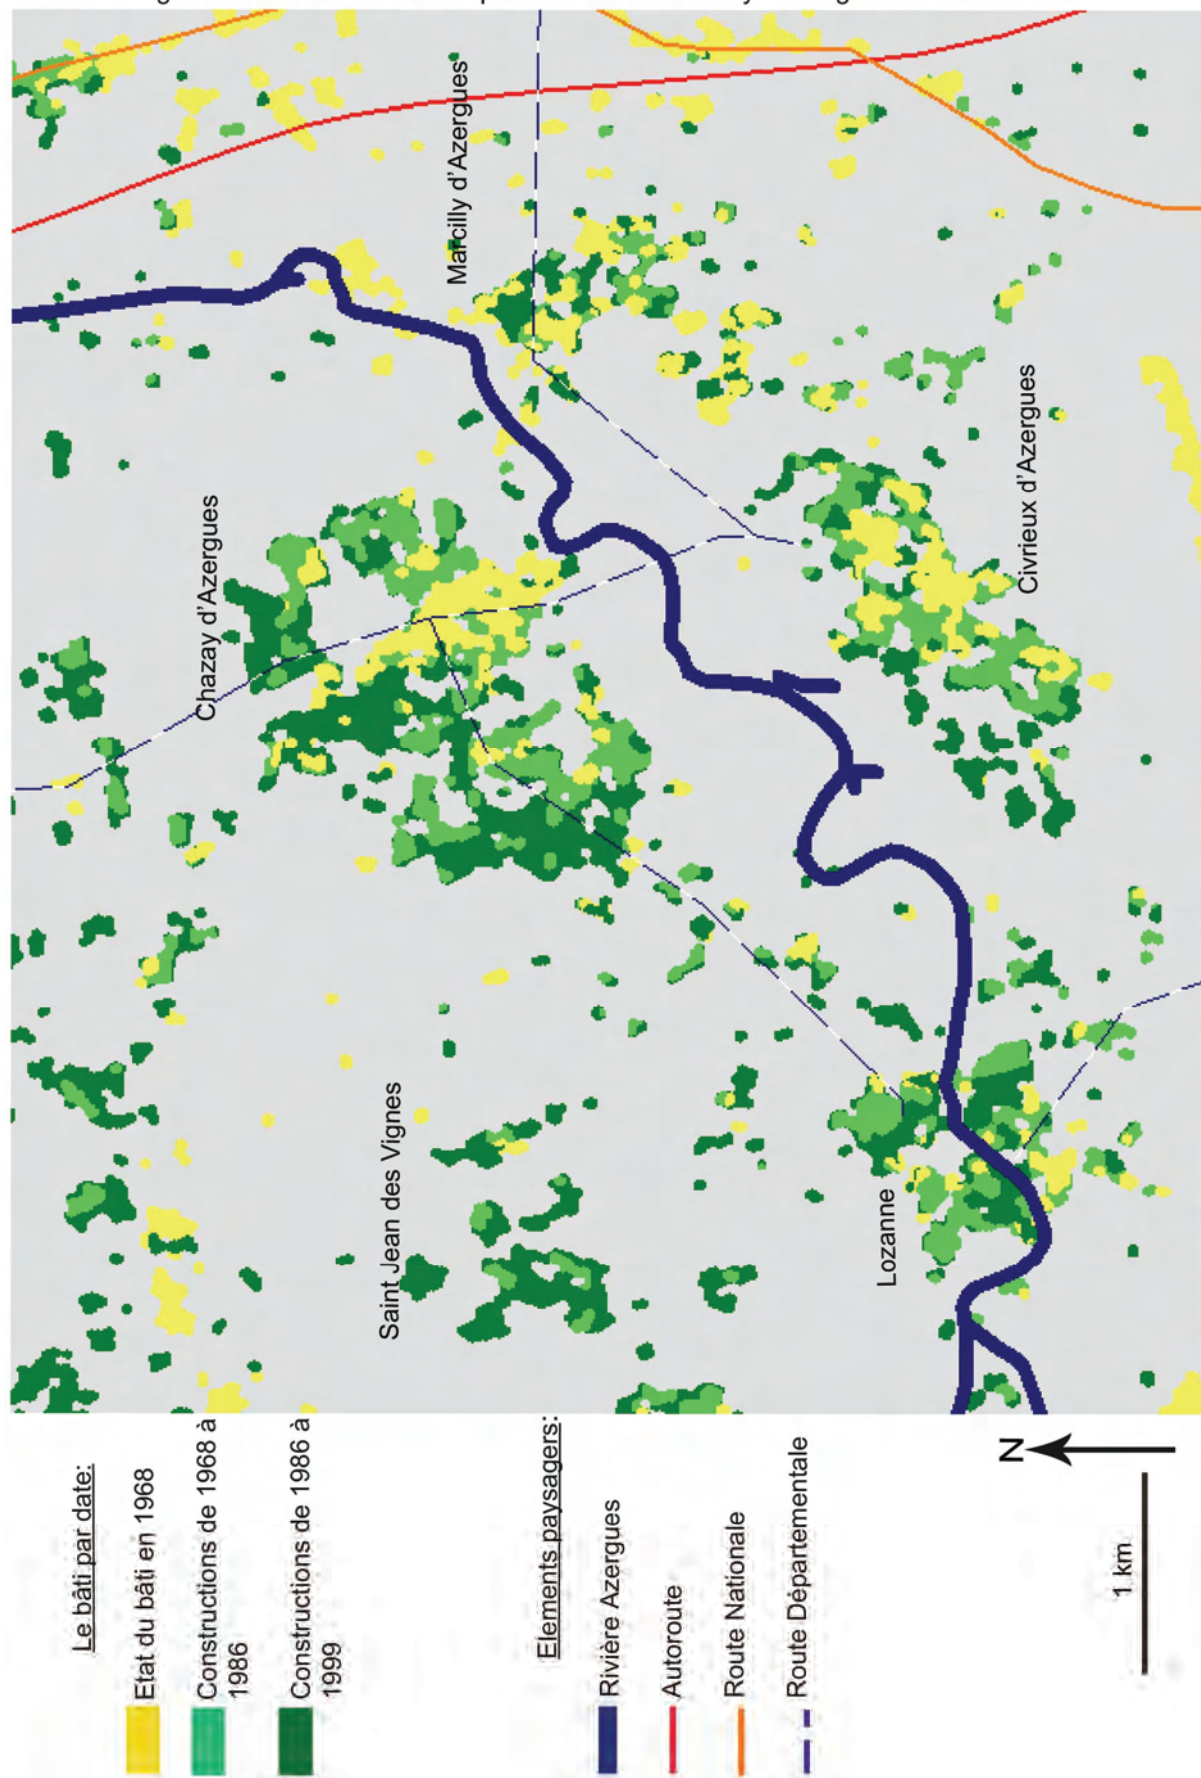 Chazay d'Azergues
Marcilly d'Azergues
Saint Jean des Vignes
Civrieux d'Azergues
Lozanne
Le bâti par date:
Etat du bâti en 1968
Constructions de 1968 à
1986
Constructions de 1986 à
1999
Elements paysagers:
Rivière Azergues
Autoroute
Route Nationale
Route Départementale
N
1 km